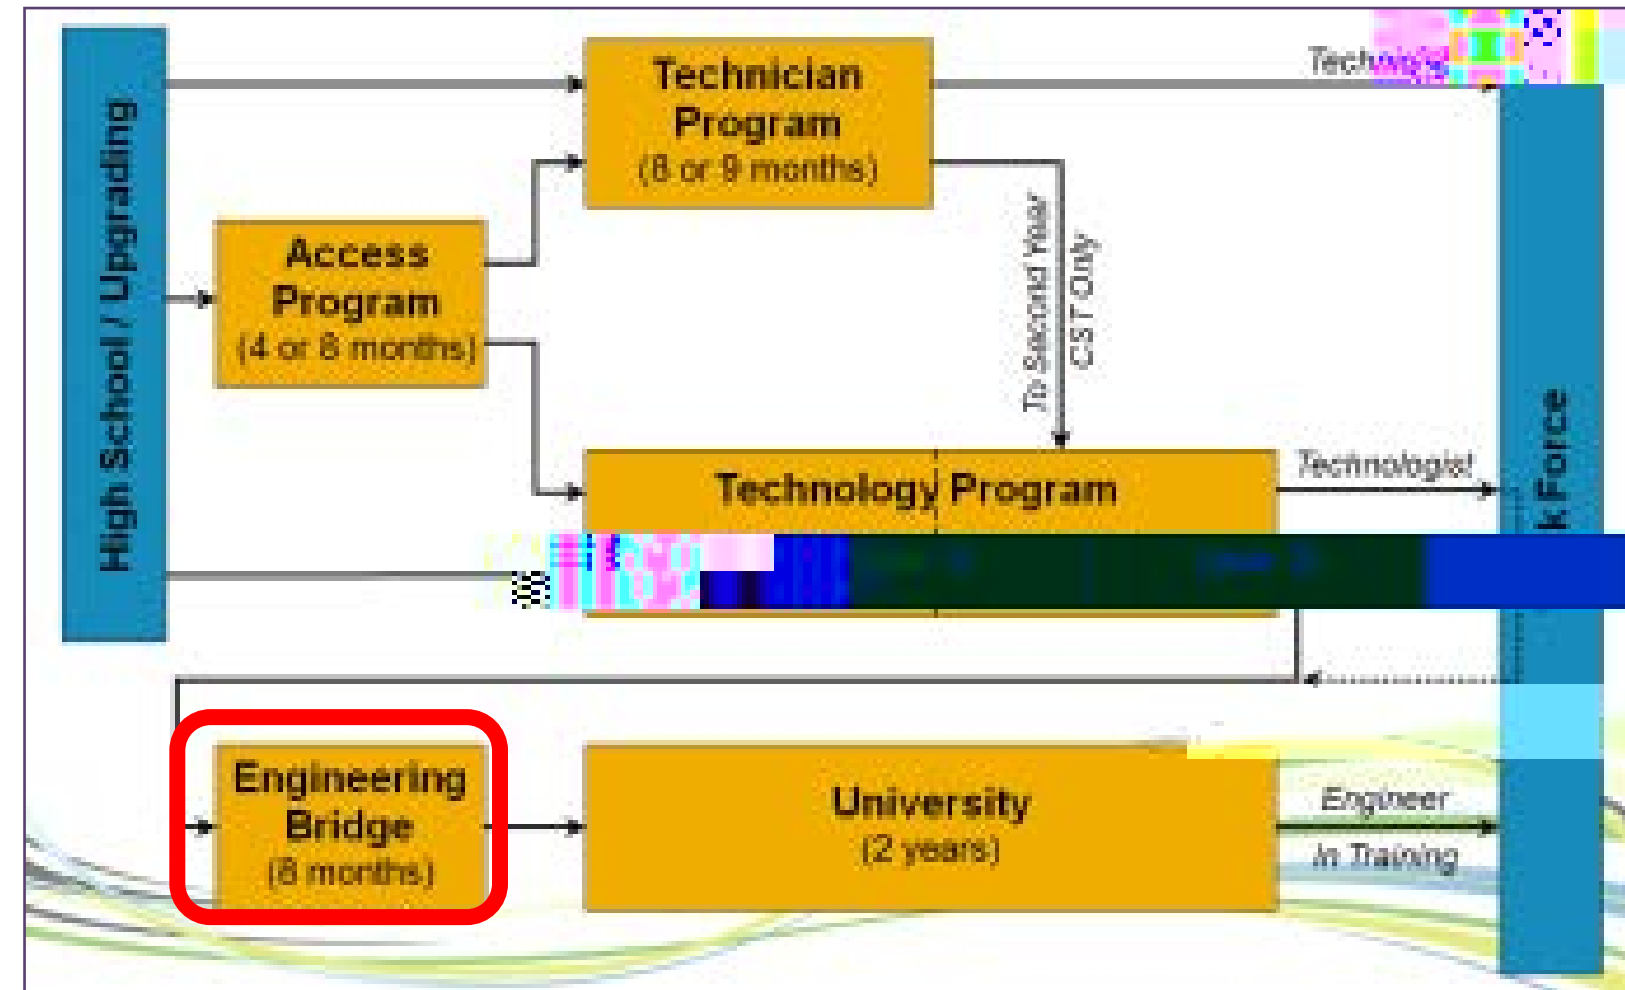 High School / Upgrading
Technician
Program
(8 or 9 months)
Access
Program
(4 or 8 months)
To Second Year
CST Only
Technology Program
Technologist
k Force
Engineering
Bridge
(8 months)
University
(2 years)
Engineer
In Training